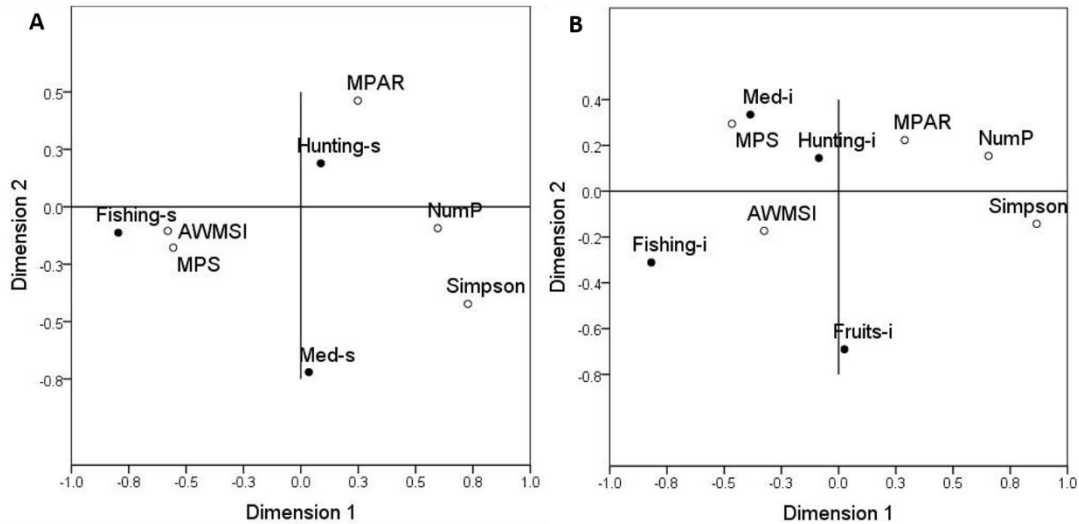 A
MPAR
0.5
Hunting-s
0.3
0.0
Fishing-s
AWMSI
NumP
MPS
-0.3
Simpson
-0.5
Med-s
-0.8
Dimension 2
-1.0 -0.8 -0.5 -0.3 0.0 0.3 0.5 0.8 1.0
Dimension 1
B
Med-i
0.4
MPS
Hunting-i
MPAR
NumP
0.2
0.0
AWMSI
Simpson
-0.2
Fishing-i
-0.4
Fruits-i
-0.6
-0.8
Dimension 2
-1.0 -0.8 -0.5 -0.3 0.0 0.3 0.5 0.8 1.0
Dimension 1